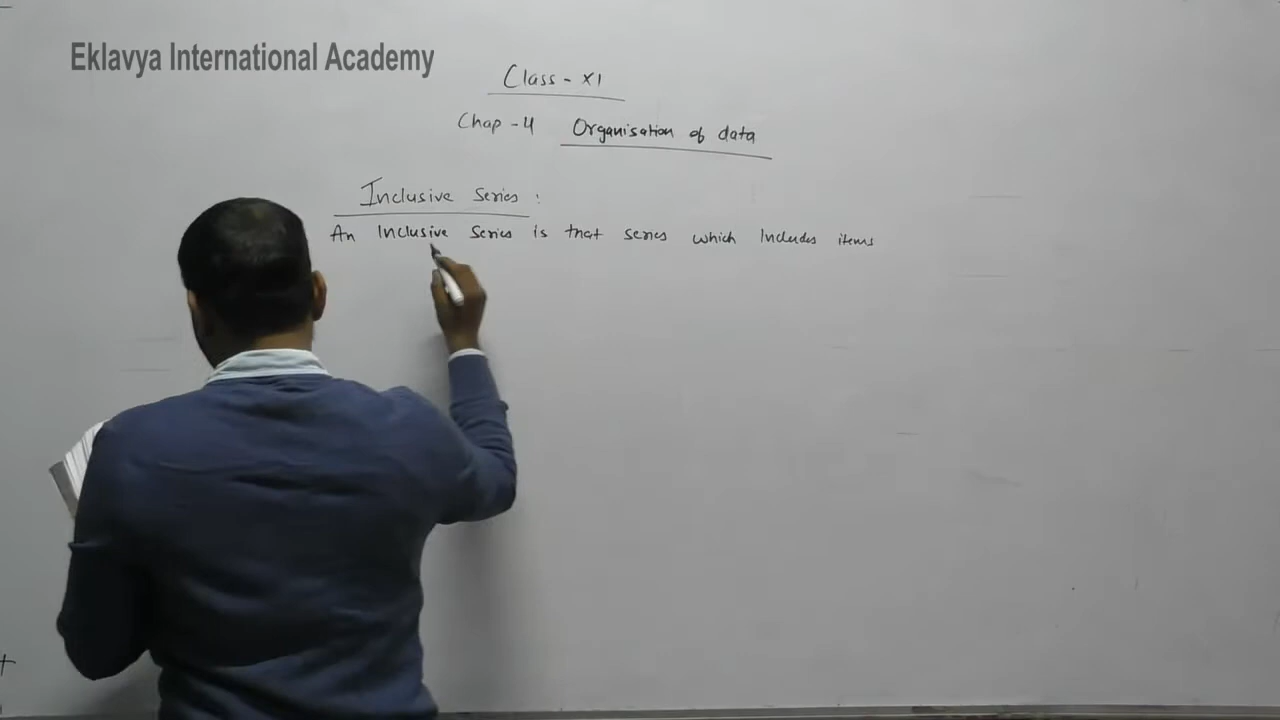 Eklavya International Academy
Class - XI
Chap - 4 Organisation of data
Inclusive Series :
An Inclusive Series is that series which Includes items